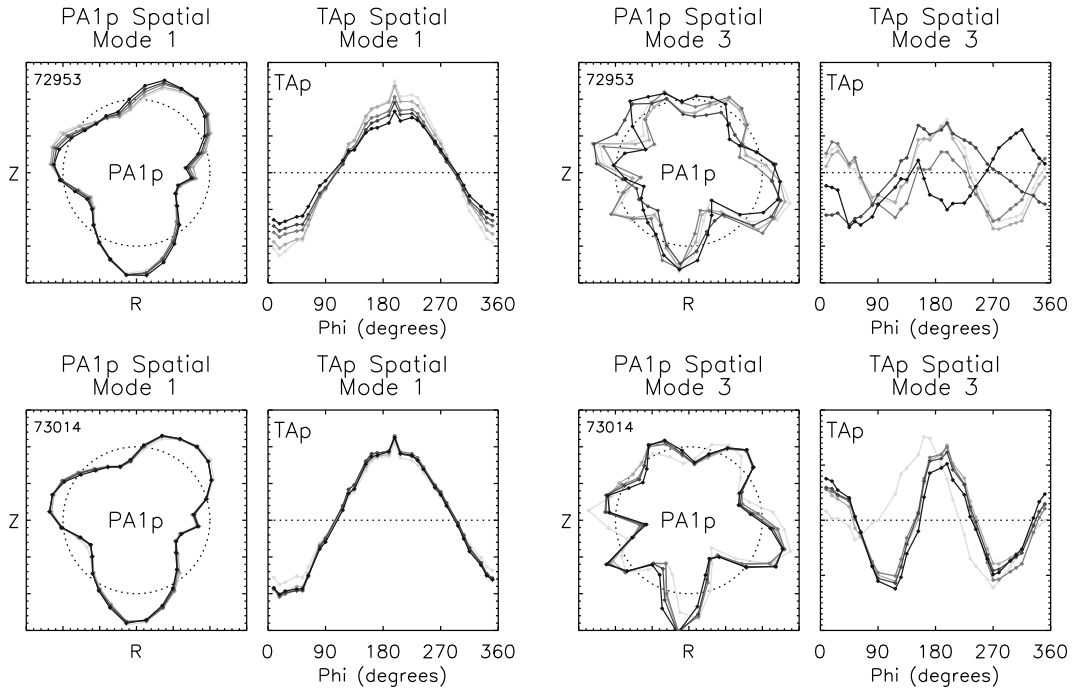 PA1p Spatial
Mode 1
TAp Spatial
Mode 1
PA1p Spatial
Mode 3
TAp Spatial
Mode 3
72953
Z
PA1p
R
TAp
0 90 180 270 360
Phi (degrees)
72953
Z
PA1p
R
TAp
0 90 180 270 360
Phi (degrees)
PA1p Spatial
Mode 1
TAp Spatial
Mode 1
PA1p Spatial
Mode 3
TAp Spatial
Mode 3
73014
Z
PA1p
R
TAp
0 90 180 270 360
Phi (degrees)
73014
Z
PA1p
R
TAp
0 90 180 270 360
Phi (degrees)